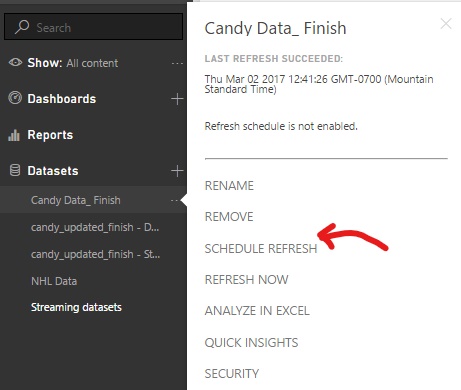 Search
Show: All content ...
Dashboards
Reports
Datasets
Candy Data_ Finish ...
candy_updated_finish - D...
candy_updated_finish - St...
NHL Data
Streaming datasets
Candy Data_ Finish
LAST REFRESH SUCCEEDED:
Thu Mar 02 2017 12:41:26 GMT-0700 (Mountain
Standard Time)
Refresh schedule is not enabled.
RENAME
REMOVE
SCHEDULE REFRESH
REFRESH NOW
ANALYZE IN EXCEL
QUICK INSIGHTS
SECURITY